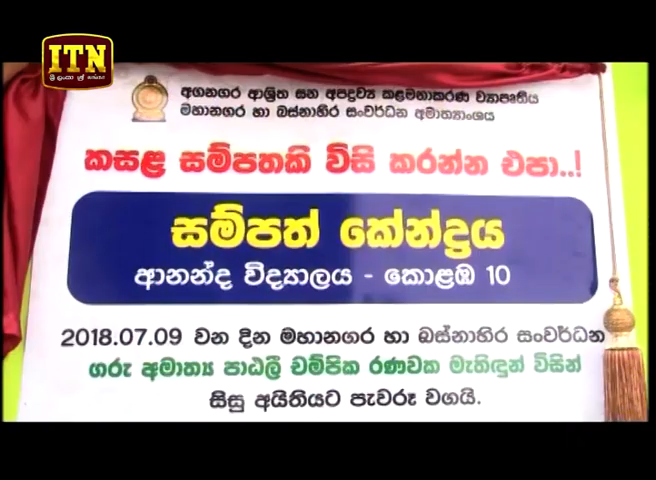 ITN
ශ්‍රී ලංකා இலங்கை
අගනගර ආශ්‍රිත ඝන අපද්‍රව්‍ය කළමනාකරණ ව්‍යාපෘතිය
මහානගර හා බස්නාහිර සංවර්ධන අමාත්‍යාංශය
කසළ සම්පතකි විසි කරන්න එපා..!
සම්පත් කේන්ද්‍රය
ආනන්ද විද්‍යාලය - කොළඹ 10
2018.07.09 වන දින මහානගර හා බස්නාහිර සංවර්ධන
ගරු අමාත්‍ය පාඨලී චම්පික රණවක මැතිඳුන් විසින්
සිසු අයිතියට පැවරූ වගයි.